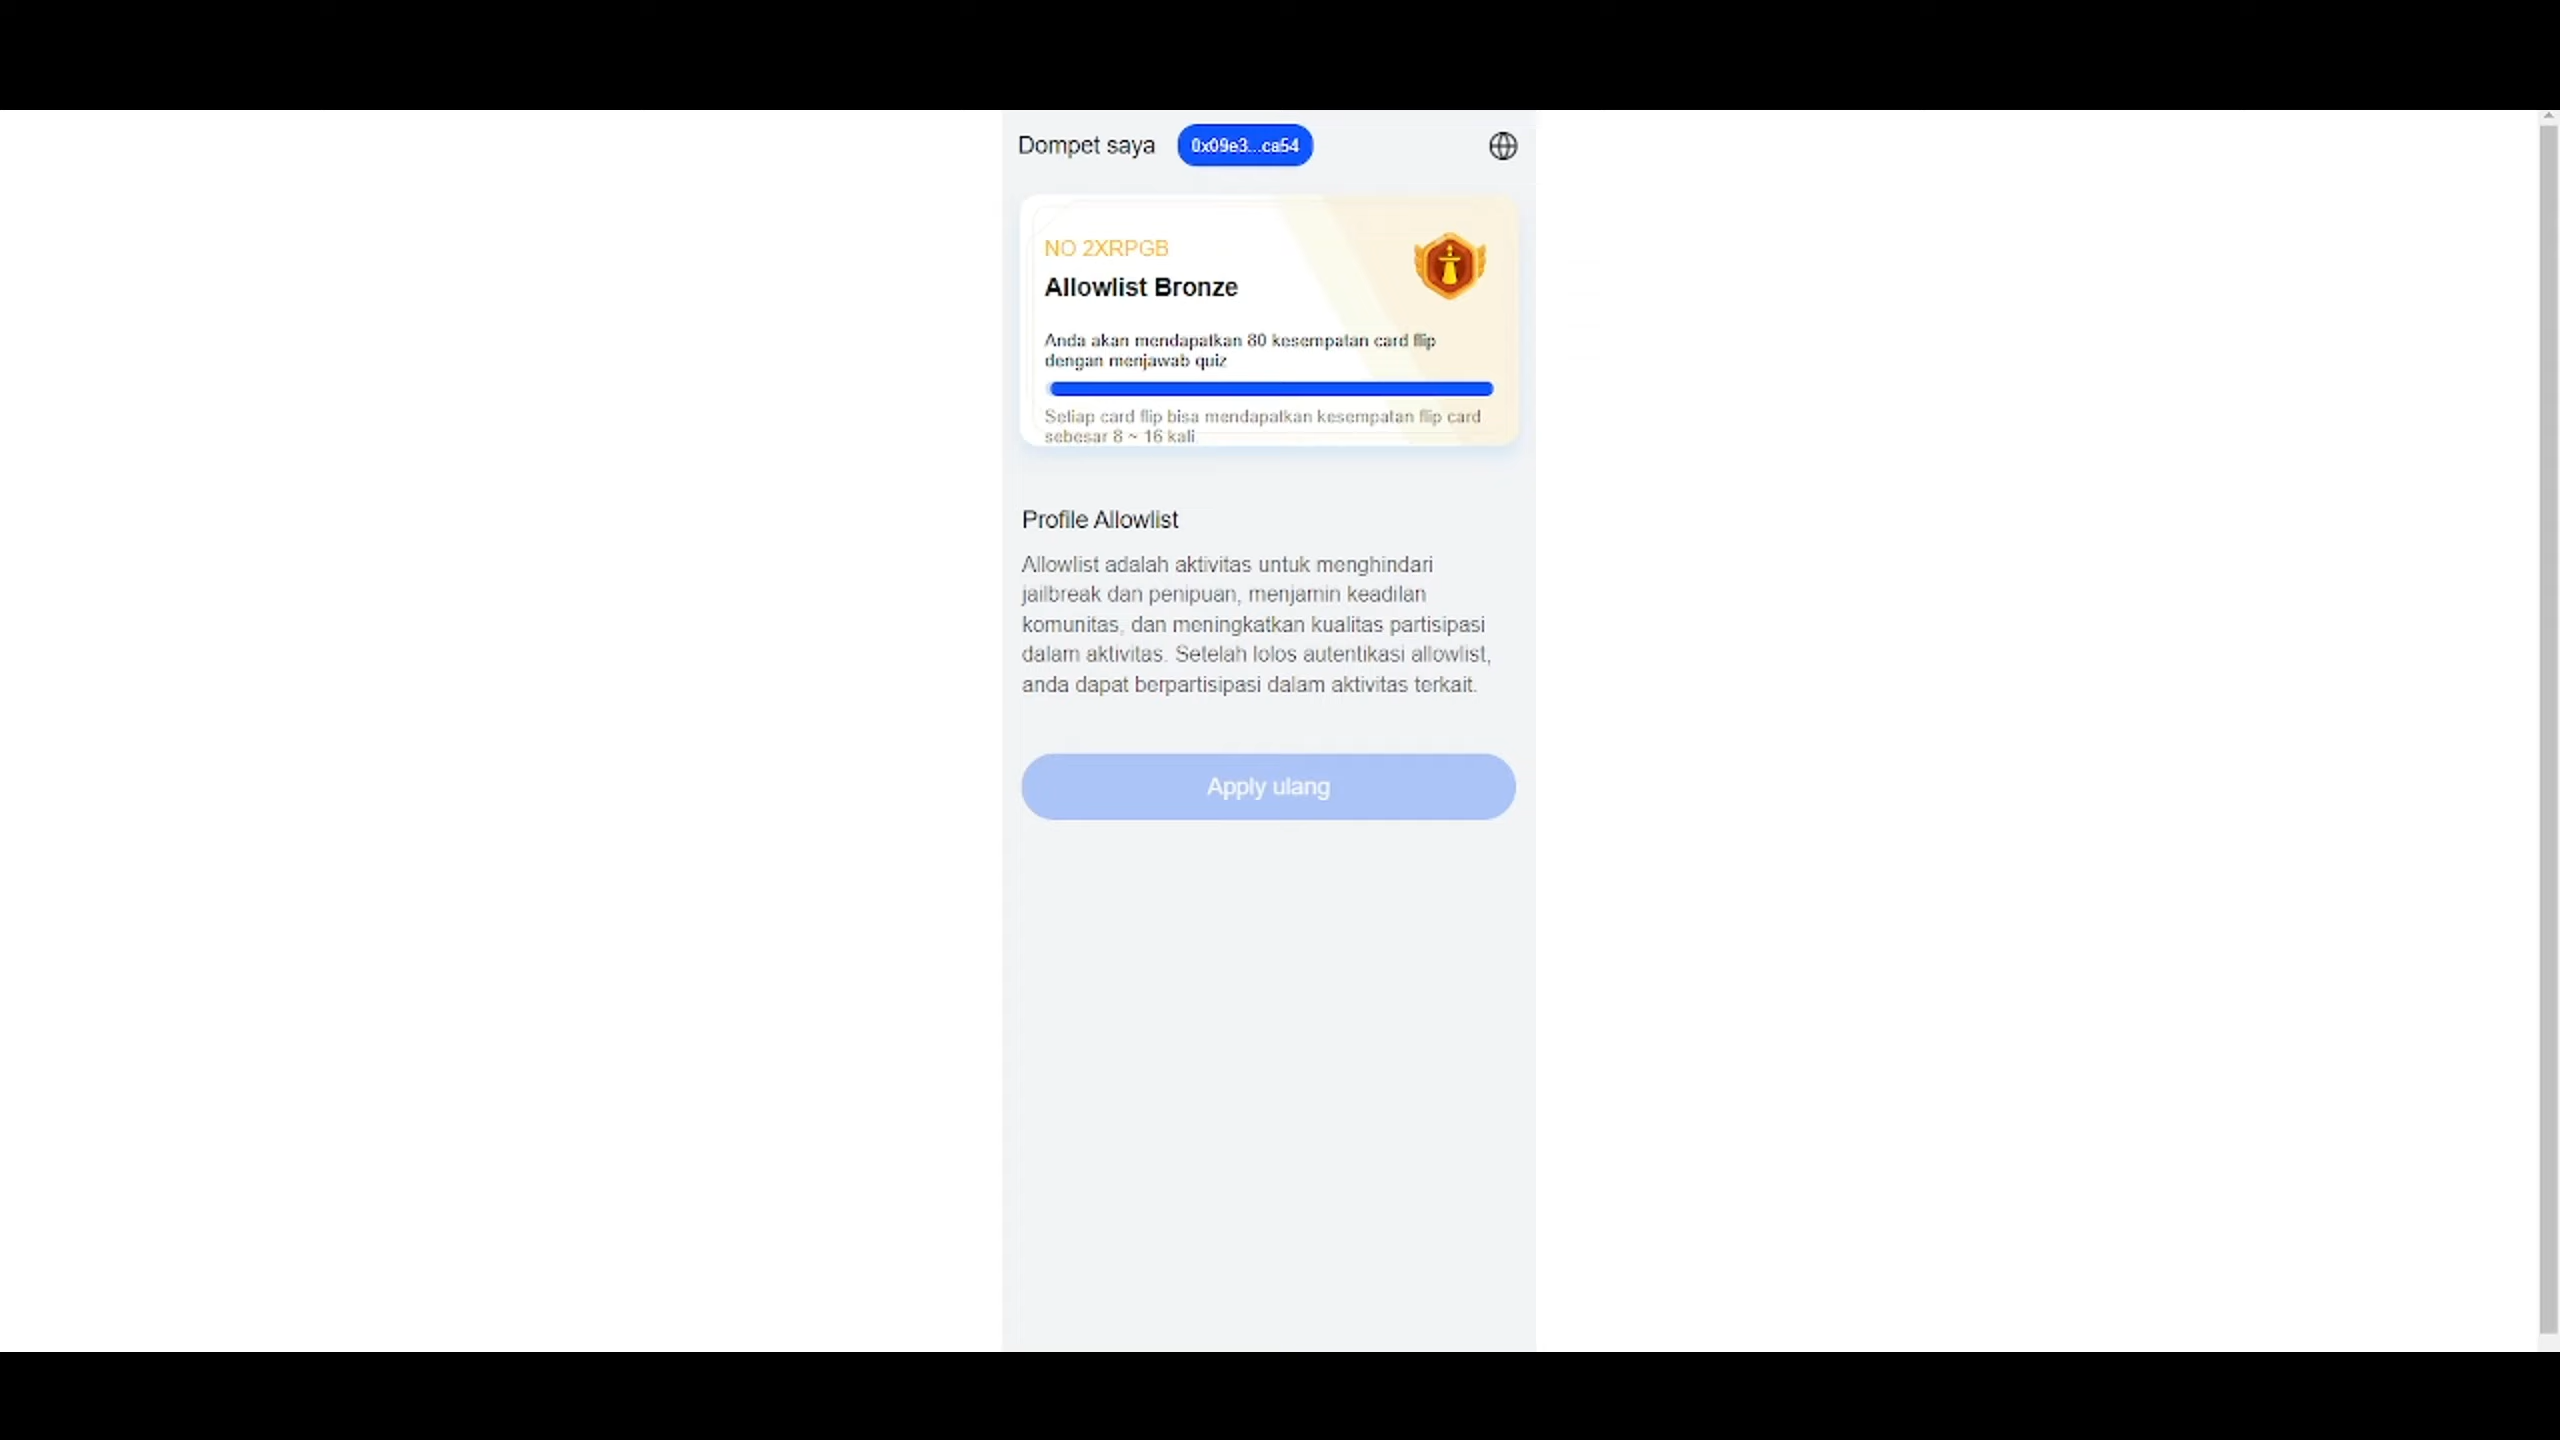 Dompet saya
0x09e3...ca54
NO 2XRPGB
Allowlist Bronze
Anda akan mendapatkan 80 kesempatan card flip
dengan menjawab quiz
Setiap card flip bisa mendapatkan kesempatan flip card
sebesar 8 ~ 16 kali
Profile Allowlist
Allowlist adalah aktivitas untuk menghindari
jailbreak dan penipuan, menjamin keadilan
komunitas, dan meningkatkan kualitas partisipasi
dalam aktivitas. Setelah lolos autentikasi allowlist,
anda dapat berpartisipasi dalam aktivitas terkait.
Apply ulang